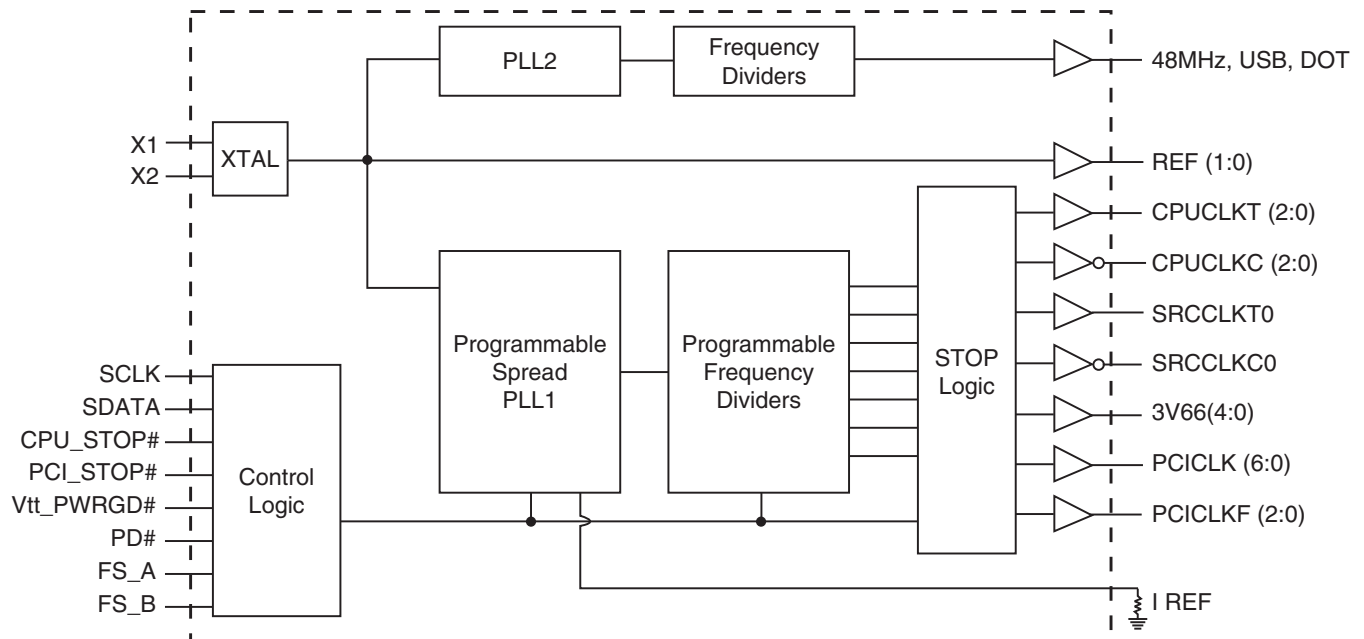 PLL2
Frequency
Dividers
48MHz, USB, DOT
X1
X2
XTAL
REF (1:0)
CPUCLKT (2:0)
CPUCLKC (2:0)
SRCCLKT0
SRCCLKC0
3V66(4:0)
PCICLK (6:0)
PCICLKF (2:0)
I REF
Programmable
Spread
PLL1
Programmable
Frequency
Dividers
STOP
Logic
SCLK
SDATA
CPU_STOP#
PCI_STOP#
Vtt_PWRGD#
PD#
FS_A
FS_B
Control
Logic